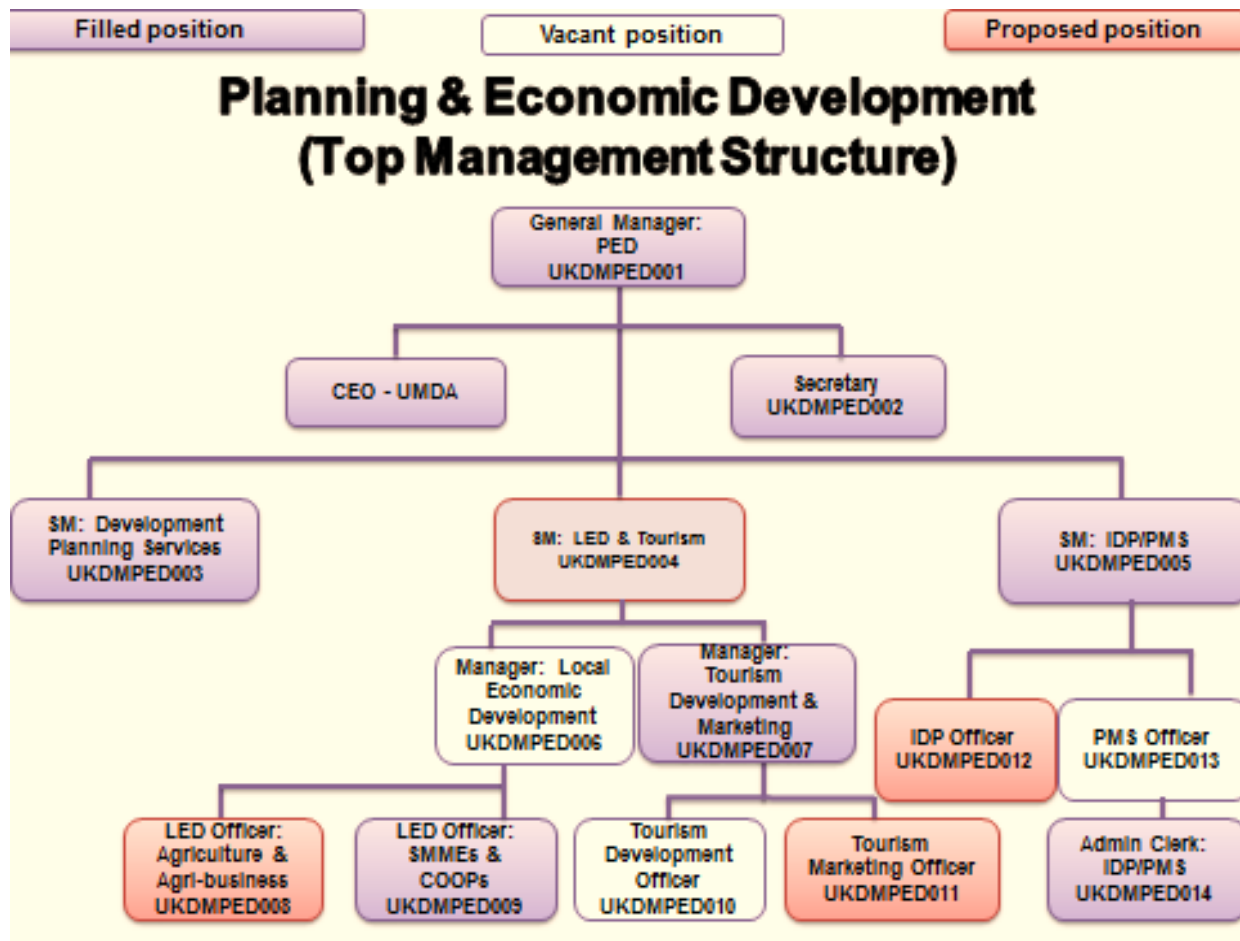 Filled position
Vacant position
Proposed position
Planning & Economic Development
(Top Management Structure)
General Manager:
PED
UKDMPED001
CEO - UMDA
Secretary
UKDMPED002
SM: Development
Planning Services
UKDMPED003
SM: LED & Tourism
UKDMPED004
SM: IDP/PMS
UKDMPED005
Manager: Local
Economic
Development
UKDMPED006
Manager:
Tourism
Development &
Marketing
UKDMPED007
IDP Officer
UKDMPED012
PMS Officer
UKDMPED013
LED Officer:
Agriculture &
Agri-business
UKDMPED008
LED Officer:
SMMEs &
COOPs
UKDMPED009
Tourism
Development
Officer
UKDMPED010
Tourism
Marketing Officer
UKDMPED011
Admin Clerk:
IDP/PMS
UKDMPED014